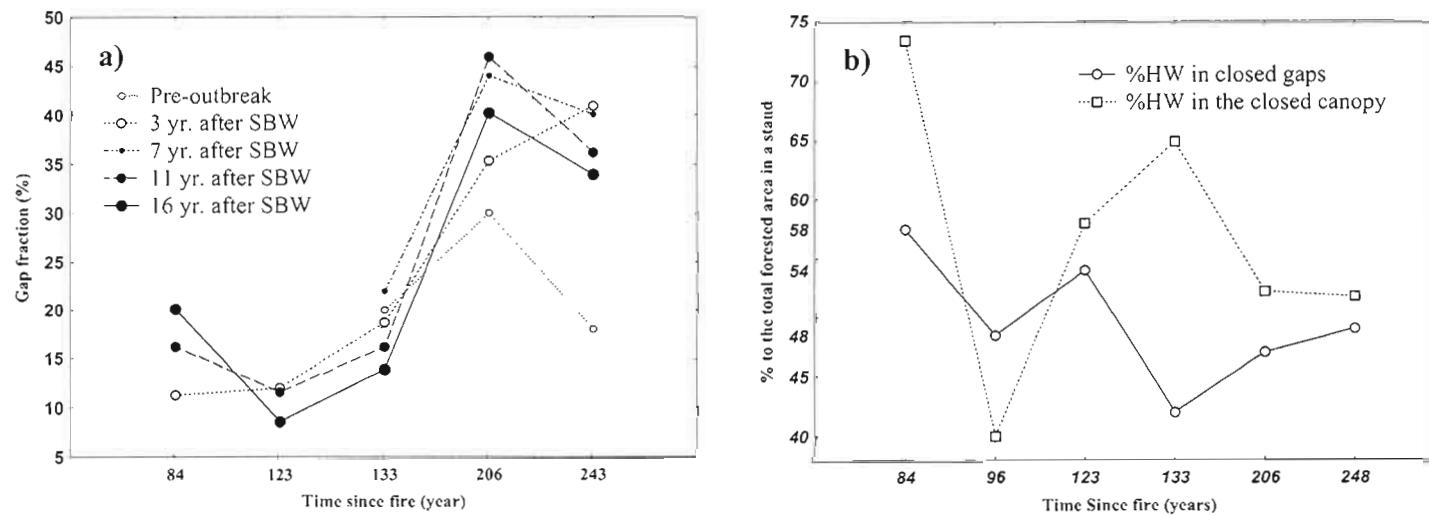 a)
Pre-outbreak
3 yr. after SBW
7 yr. after SBW
11 yr. after SBW
16 yr. after SBW
Gap fraction (%)
50
45
40
35
30
25
20
15
10
5
84 123 133 206 243
Time since fire (year)
b)
%HW in closed gaps
%HW in the closed canopy
% to the total forested area in a stand
75
70
65
60
58
54
48
45
40
84 96 123 133 206 248
Time Since fire (years)